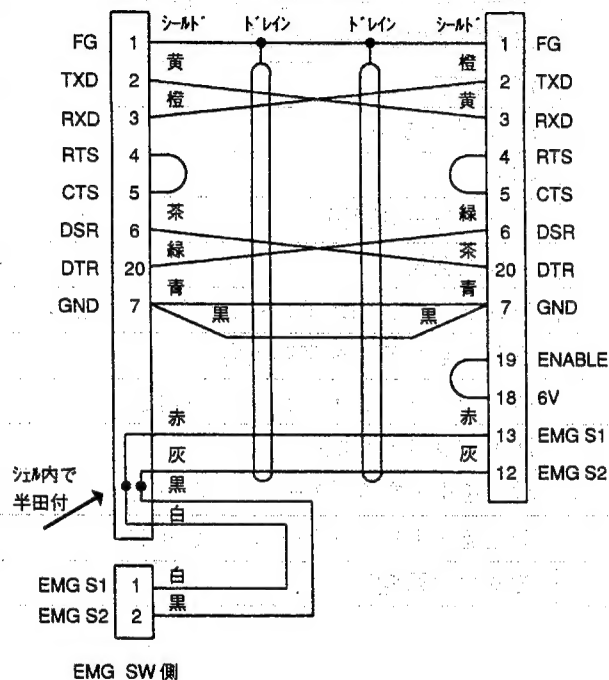 シールド ドレイン ドレイン シールド
FG 1 1 FG
黄 橙
TXD 2 2 TXD
橙 黄
RXD 3 3 RXD
RTS 4 4 RTS
CTS 5 5 CTS
茶 緑
DSR 6 6 DSR
緑 茶
DTR 20 20 DTR
青 青
GND 7 7 GND
黒 黒
19 ENABLE
18 6V
赤 赤
13 EMG S1
灰 灰
12 EMG S2
シェル内で
半田付
黒
白
EMG S1 1 白
EMG S2 2 黒
EMG SW側